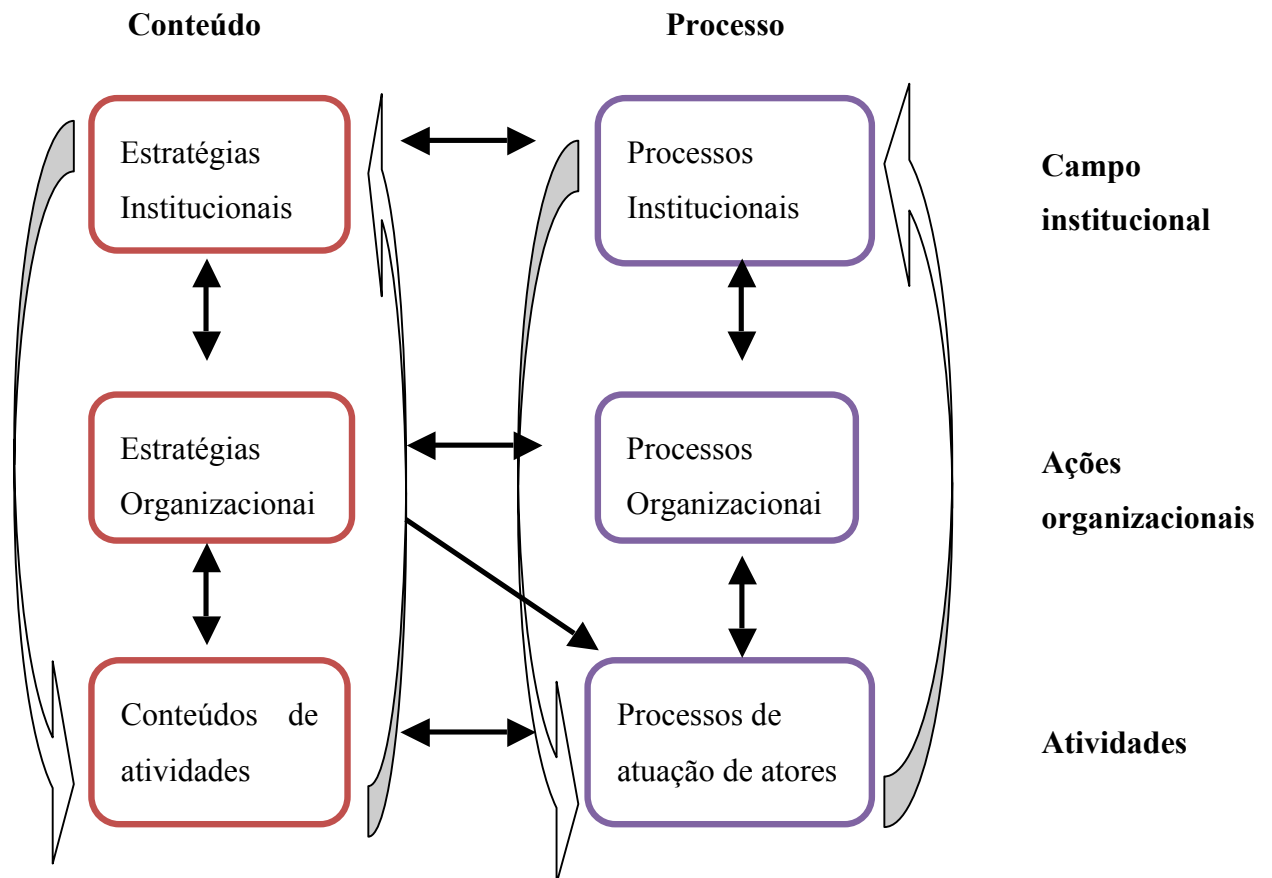 Conteúdo
Processo
Estratégias
Institucionais
Processos
Institucionais
Campo
institucional
Estratégias
Organizacionai
Processos
Organizacionai
Ações
organizacionais
Conteúdos de
atividades
Processos de
atuação de atores
Atividades